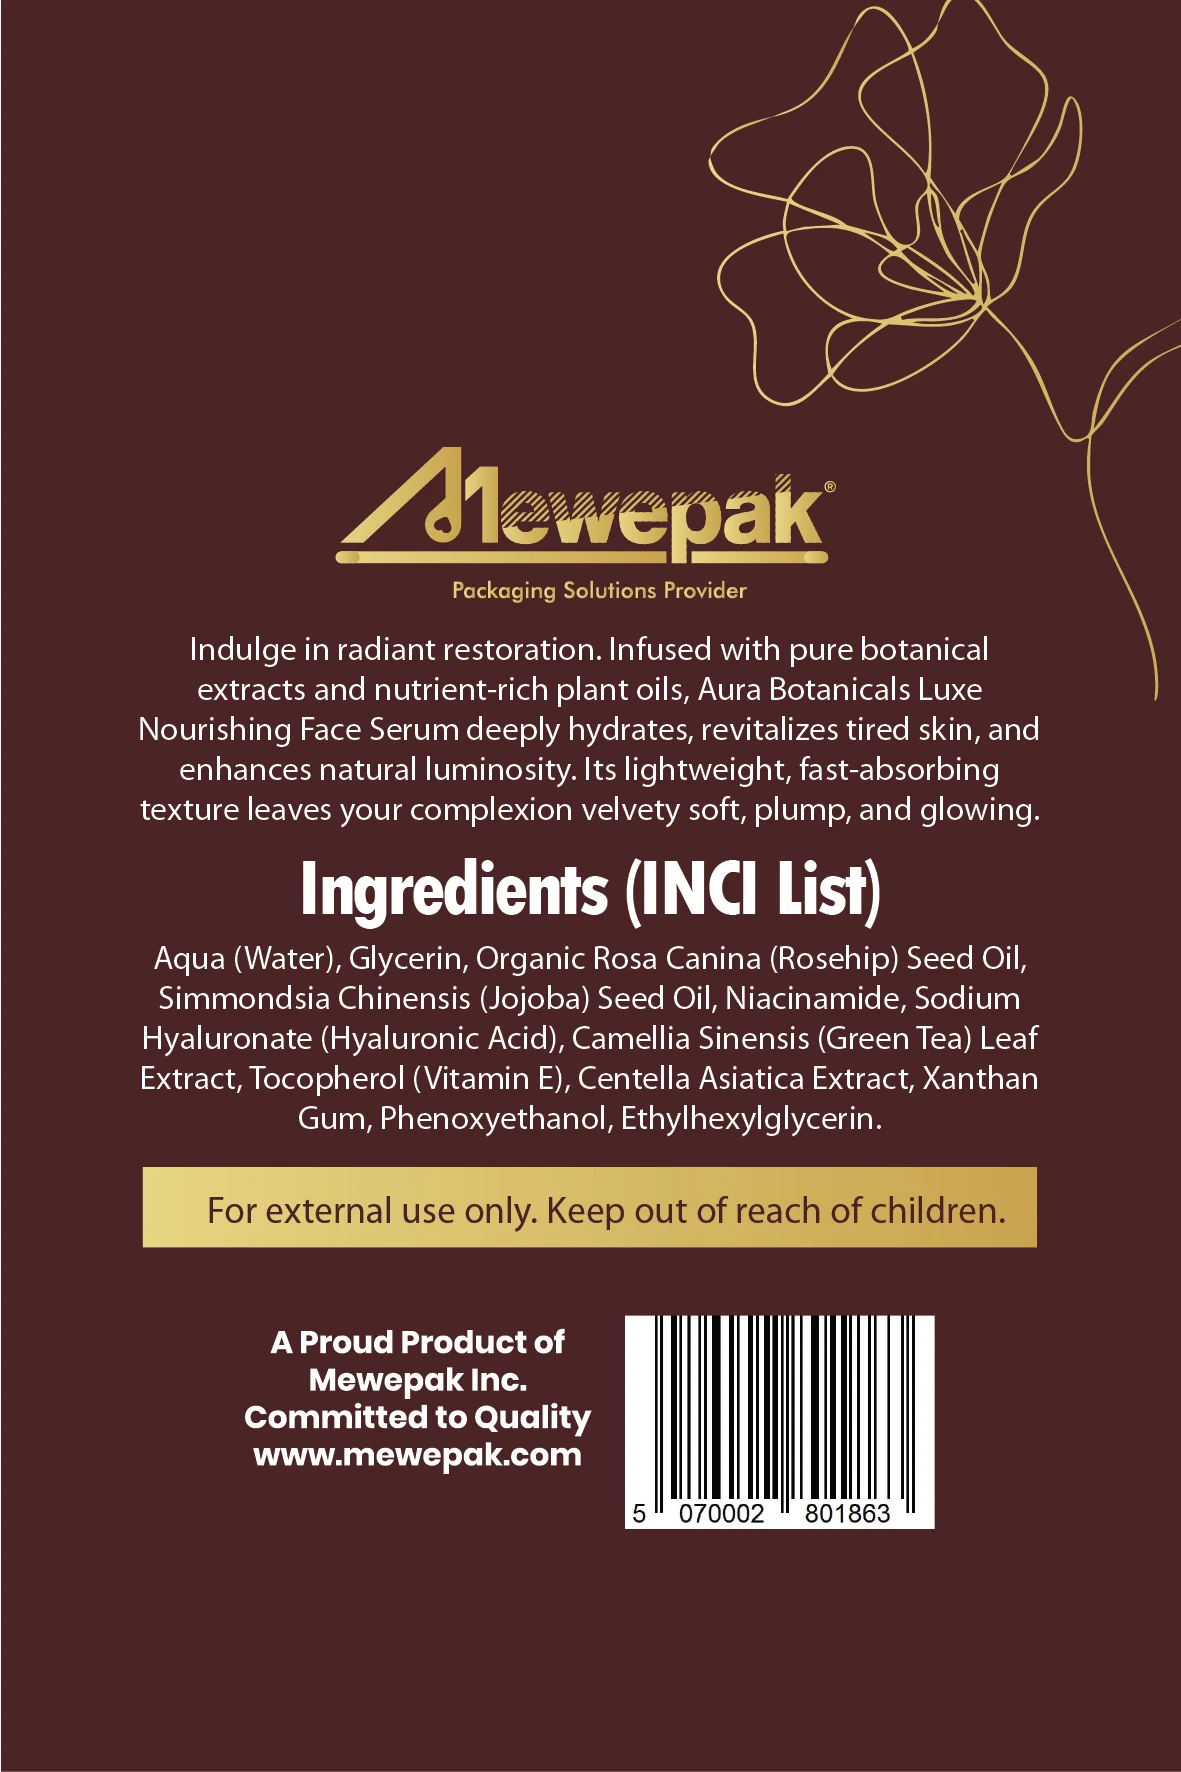 Mewepak®
Packaging Solutions Provider
Indulge in radiant restoration. Infused with pure botanical
extracts and nutrient-rich plant oils, Aura Botanicals Luxe
Nourishing Face Serum deeply hydrates, revitalizes tired skin, and
enhances natural luminosity. Its lightweight, fast-absorbing
texture leaves your complexion velvety soft, plump, and glowing.
Ingredients (INCI List)
Aqua (Water), Glycerin, Organic Rosa Canina (Rosehip) Seed Oil,
Simmondsia Chinensis (Jojoba) Seed Oil, Niacinamide, Sodium
Hyaluronate (Hyaluronic Acid), Camellia Sinensis (Green Tea) Leaf
Extract, Tocopherol (Vitamin E), Centella Asiatica Extract, Xanthan
Gum, Phenoxyethanol, Ethylhexylglycerin.
For external use only. Keep out of reach of children.
A Proud Product of
Mewepak Inc.
Committed to Quality
www.mewepak.com
5 070002 801863